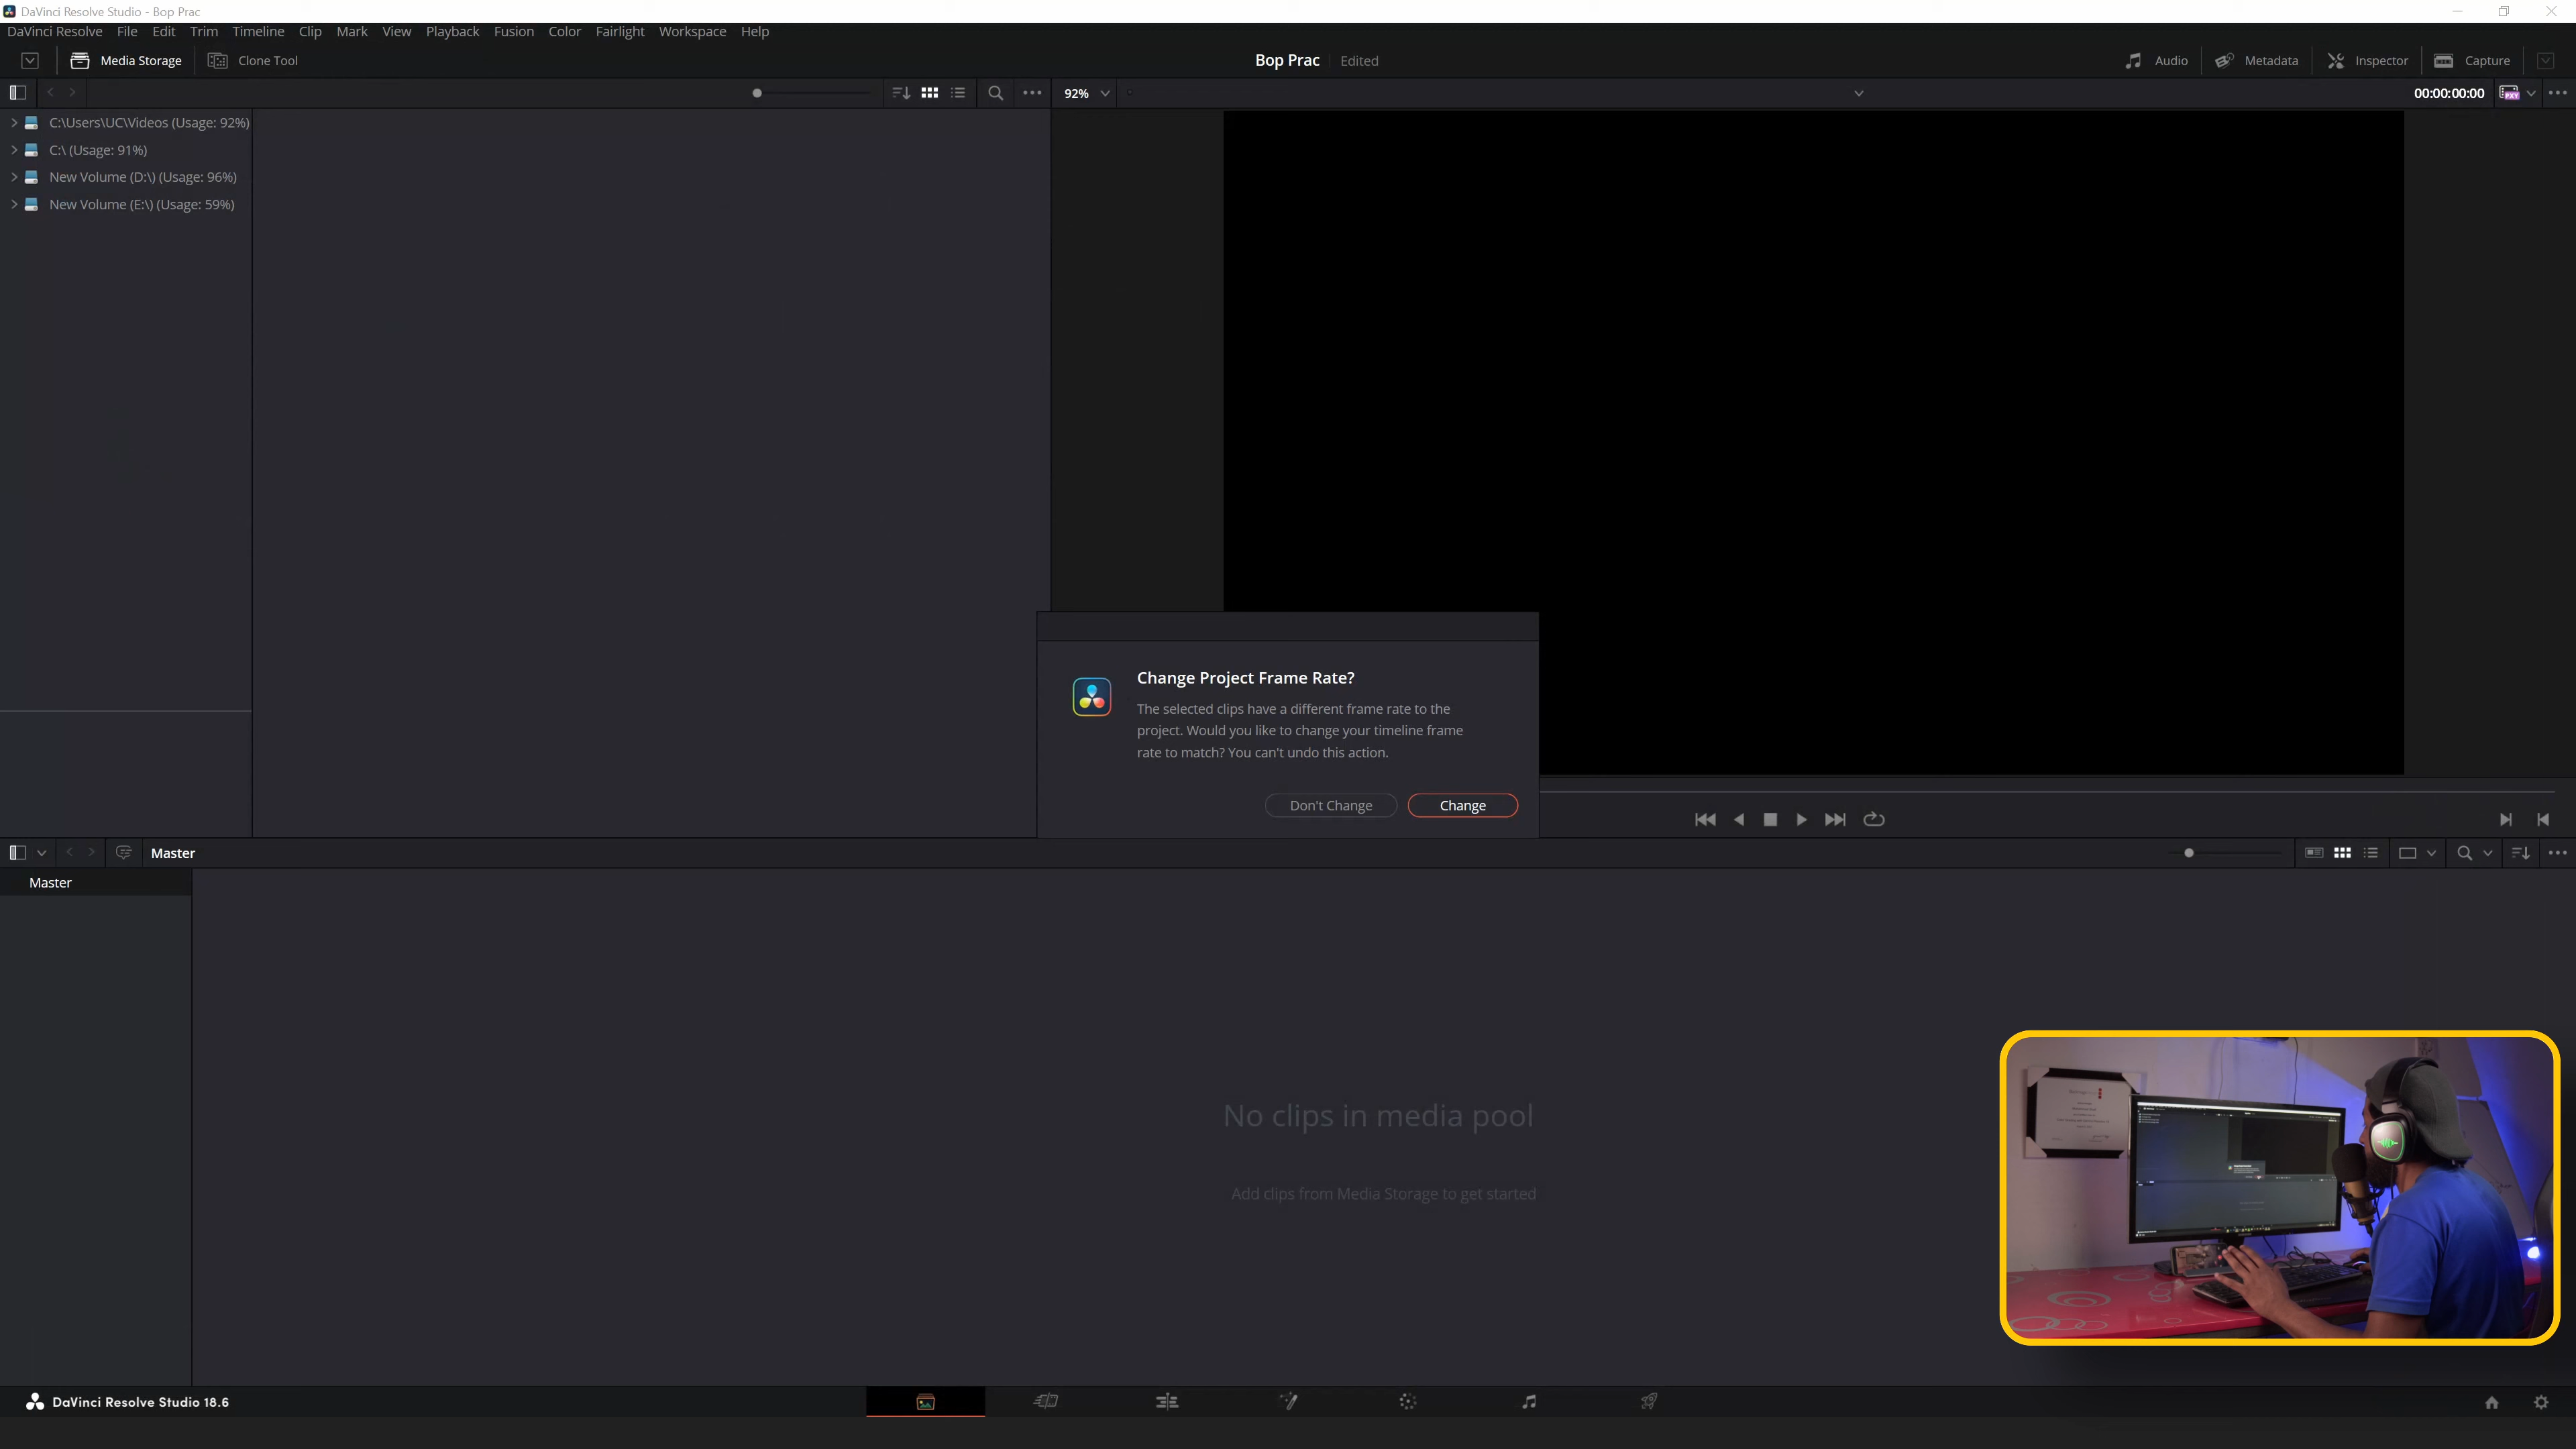 DaVinci Resolve Studio - Bop Prac
DaVinci Resolve File Edit Trim Timeline Clip Mark View Playback Fusion Color Fairlight Workspace Help
Media Storage Clone Tool Bop Prac Edited Audio Metadata Inspector Capture
92% 00:00:00:00 PXY
C:\Users\UC\Videos (Usage: 92%)
C:\ (Usage: 91%)
New Volume (D:\) (Usage: 96%)
New Volume (E:\) (Usage: 59%)
Change Project Frame Rate?
The selected clips have a different frame rate to the
project. Would you like to change your timeline frame
rate to match? You can't undo this action.
Don't Change Change
Master
Master
No clips in media pool
Add clips from Media Storage to get started
DaVinci Resolve Studio 18.6